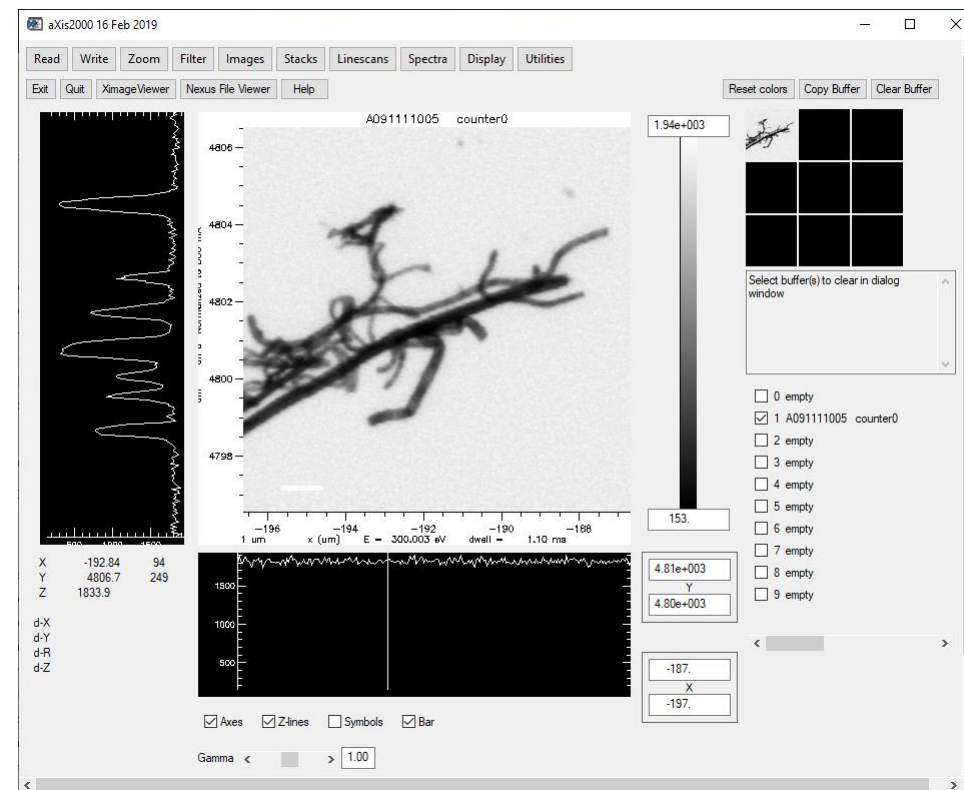 aXis2000 16 Feb 2019
Read Write Zoom Filter Images Stacks Linescans Spectra Display Utilities
Exit Quit XimageViewer Nexus File Viewer Help Reset colors Copy Buffer Clear Buffer
A091111005 counter0
1.94e+003
4806
4804
4802
4800
4798
um
-196 -194 -192 -190 -188
1 um x (um) E = 300.003 eV dwell = 1.10 ms
153.
Select buffer(s) to clear in dialog
window
0 empty
1 A091111005 counter0
2 empty
3 empty
4 empty
5 empty
6 empty
7 empty
8 empty
9 empty
500 1000 1500
X -192.84 94
Y 4806.7 249
Z 1833.9
d-X
d-Y
d-R
d-Z
1500
1000
500
4.81e+003
Y
4.80e+003
-187.
X
-197.
Axes Z-lines Symbols Bar
Gamma 1.00